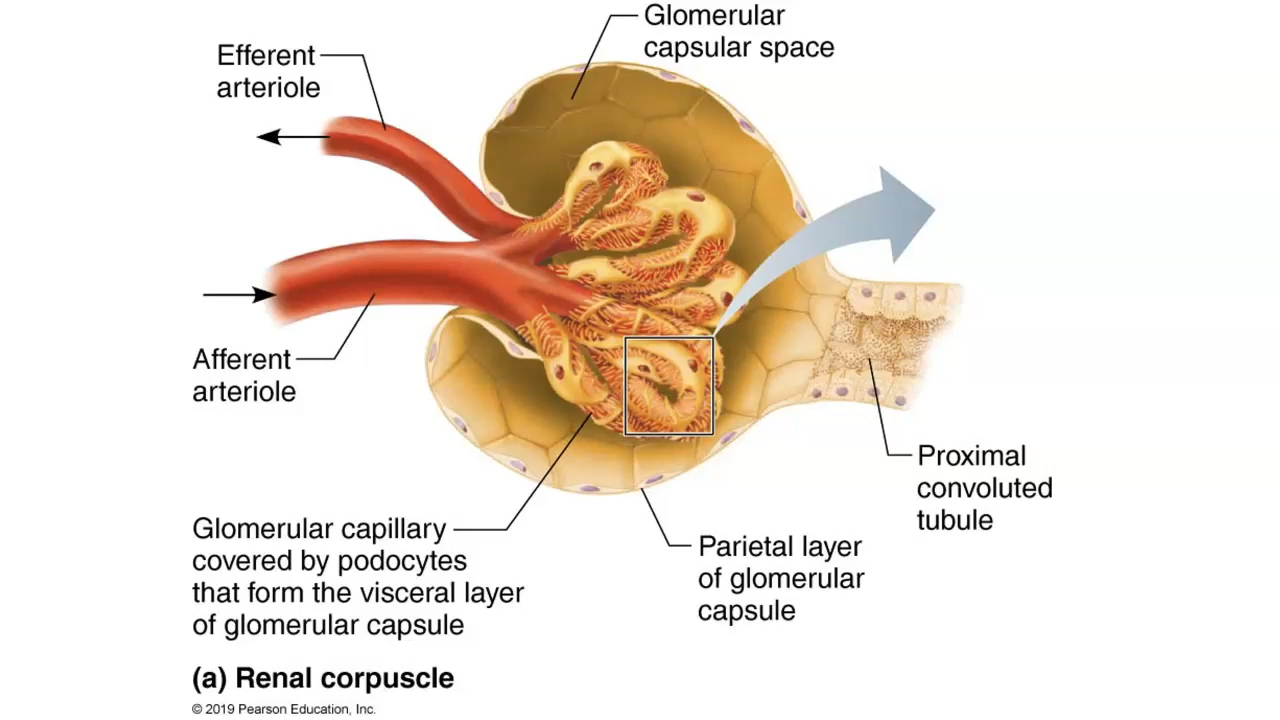 Glomerular
capsular space
Efferent
arteriole
Afferent
arteriole
Proximal
convoluted
tubule
Glomerular capillary
covered by podocytes
that form the visceral layer
of glomerular capsule
Parietal layer
of glomerular
capsule
(a) Renal corpuscle
© 2019 Pearson Education, Inc.